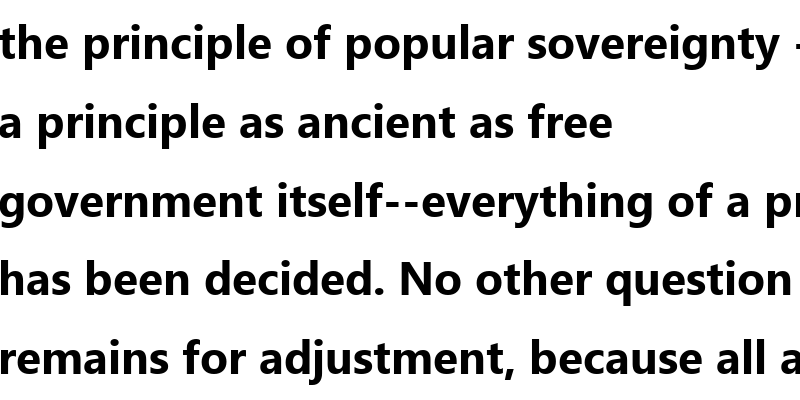 the principle of popular sovereignty -
a principle as ancient as free
government itself--everything of a
has been decided. No other question
remains for adjustment, because all